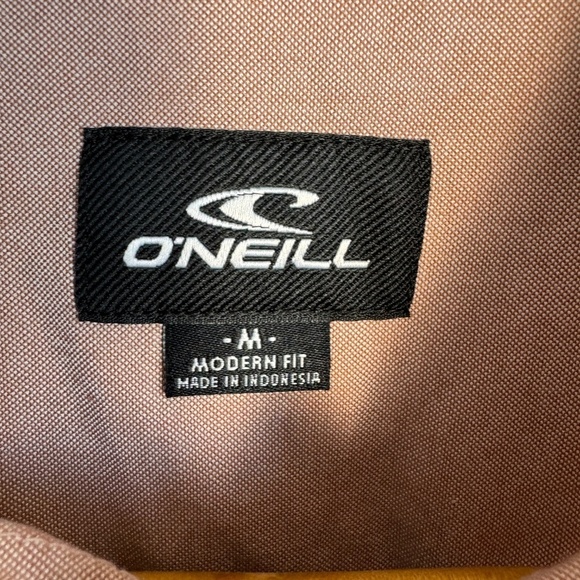 O'NEILL
- M -
MODERN FIT
MADE IN INDONESIA